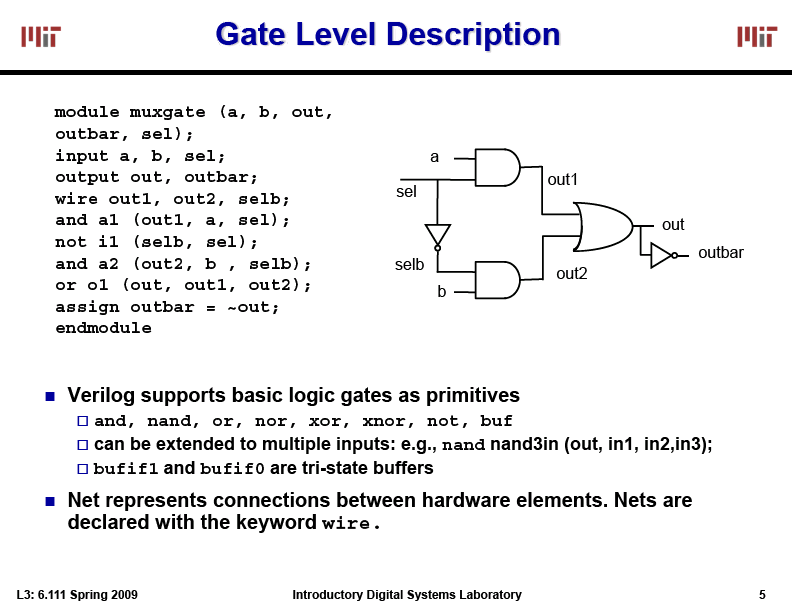 MIT
Gate Level Description
MIT
module muxgate (a, b, out,
outbar, sel);
input a, b, sel;
output out, outbar;
wire out1, out2, selb;
and a1 (out1, a, sel);
not i1 (selb, sel);
and a2 (out2, b , selb);
or o1 (out, out1, out2);
assign outbar = ~out;
endmodule
a
sel
out1
out
outbar
selb
out2
b
Verilog supports basic logic gates as primitives
and, nand, or, nor, xor, xnor, not, buf
can be extended to multiple inputs: e.g., nand nand3in (out, in1, in2,in3);
bufif1 and bufif0 are tri-state buffers
Net represents connections between hardware elements. Nets are
declared with the keyword wire.
L3: 6.111 Spring 2009
Introductory Digital Systems Laboratory
5